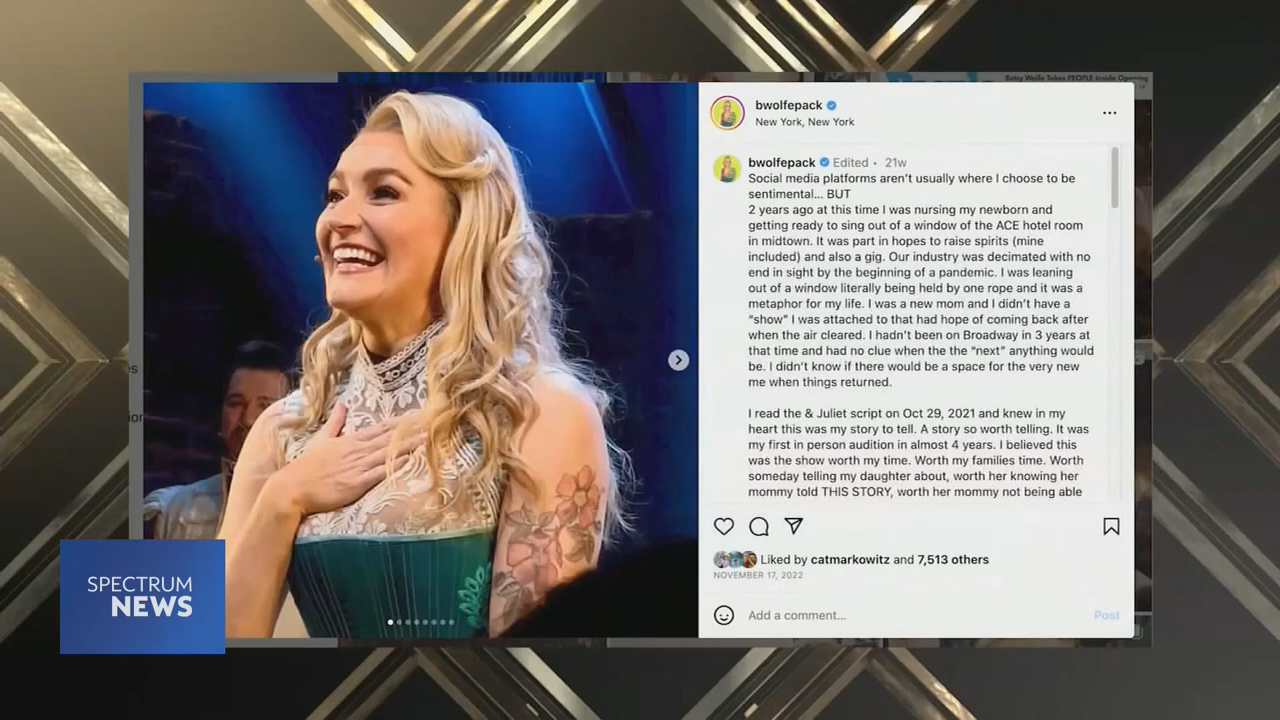 Betsy Wolfe Takes PEOPLE Inside Opening
bwolfepack
New York, New York
bwolfepack Edited · 21w
Social media platforms aren't usually where I choose to be
sentimental... BUT
2 years ago at this time I was nursing my newborn and
getting ready to sing out of a window of the ACE hotel room
in midtown. It was part in hopes to raise spirits (mine
included) and also a gig. Our industry was decimated with no
end in sight by the beginning of a pandemic. I was leaning
out of a window literally being held by one rope and it was a
metaphor for my life. I was a new mom and I didn't have a
“show” I was attached to that had hope of coming back after
when the air cleared. I hadn't been on Broadway in 3 years at
that time and had no clue when the the “next” anything would
be. I didn't know if there would be a space for the very new
me when things returned.
I read the & Juliet script on Oct 29, 2021 and knew in my
heart this was my story to tell. A story so worth telling. It was
my first in person audition in almost 4 years. I believed this
was the show worth my time. Worth my families time. Worth
someday telling my daughter about, worth her knowing her
mommy told THIS STORY, worth her mommy not being able
Liked by catmarkowitz and 7,513 others
NOVEMBER 17, 2022
Add a comment... Post
SPECTRUM
NEWS